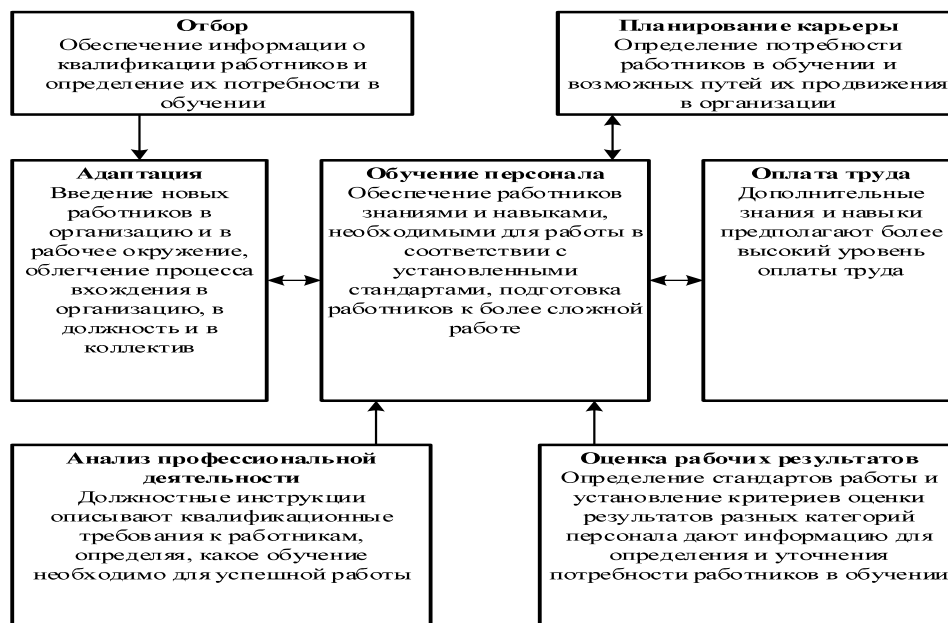 Отбор
Обеспечение информации о
квалификации работников и
определение их потребности в
обучении
Планирование карьеры
Определение потребности
работников в обучении и
возможных путей их продвижения
в организации
Адаптация
Введение новых
работников в
организацию и в
рабочее окружение,
облегчение процесса
вхождения в
организацию, в
должность и в
коллектив
Обучение персонала
Обеспечение работников
знаниями и навыками,
необходимыми для работы в
соответствии с
установленными
стандартами, подготовка
работников к более сложной
работе
Оплата труда
Дополнительные
знания и навыки
предполагают более
высокий уровень
оплаты труда
Анализ профессиональной
деятельности
Должностные инструкции
описывают квалификационные
требования к работникам,
определяя, какое обучение
необходимо для успешной работы
Оценка рабочих результатов
Определение стандартов работы и
установление критериев оценки
результатов разных категорий
персонала дают информацию для
определения и уточнения
потребности работников в обучении